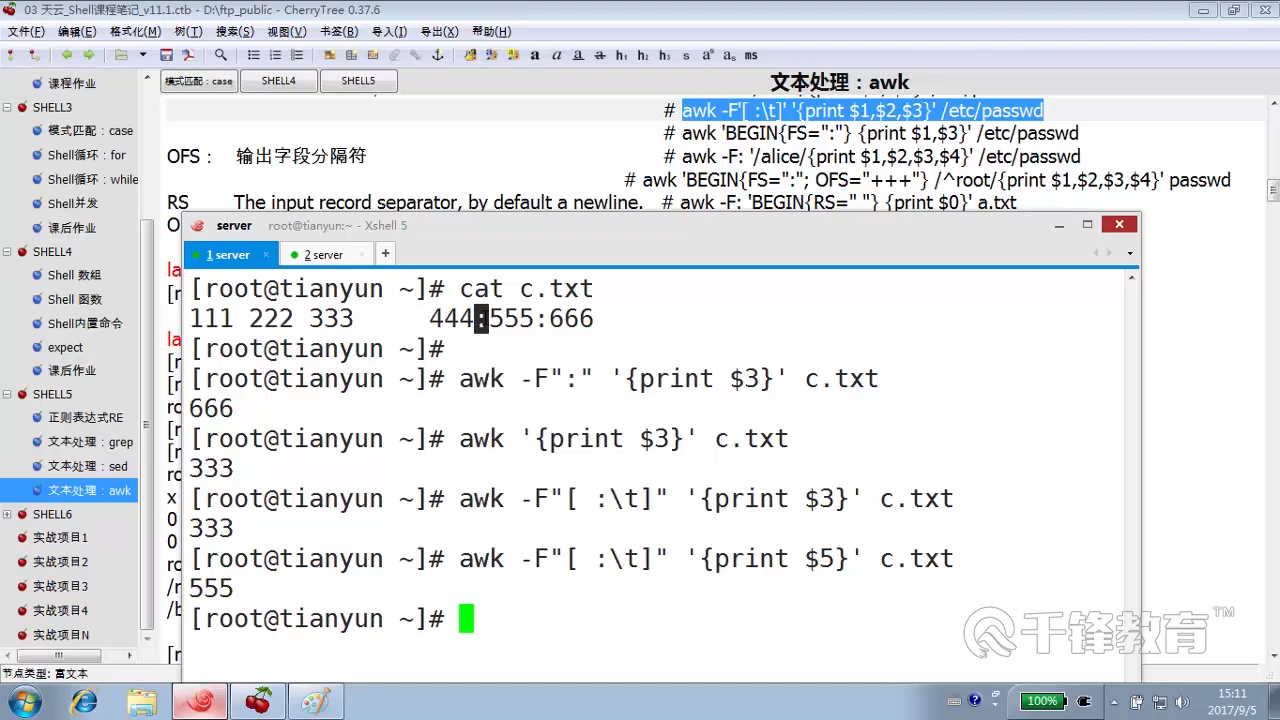 03 天云_Shell课程笔记_v11.1.ctb - D:\ftp_public - CherryTree 0.37.6
文件(F) 编辑(E) 格式化(M) 树(T) 搜索(S) 视图(V) 书签(B) 导入(I) 导出(X) 帮助(H)
课程作业
SHELL3
模式匹配：case
Shell循环：for
Shell循环：while
Shell并发
课后作业
SHELL4
Shell 数组
Shell 函数
Shell内置命令
expect
课后作业
SHELL5
正则表达式RE
文本处理：grep
文本处理：sed
文本处理：awk
SHELL6
实战项目1
实战项目2
实战项目3
实战项目4
实战项目N
节点类型: 富文本
模式匹配：case SHELL4 SHELL5
文本处理：awk
# awk -F'[ :\t]' '{print $1,$2,$3}' /etc/passwd
# awk 'BEGIN{FS=":"} {print $1,$3}' /etc/passwd
OFS： 输出字段分隔符 # awk -F: '/alice/{print $1,$2,$3,$4}' /etc/passwd
# awk 'BEGIN{FS=":"; OFS="+++"} /^root/{print $1,$2,$3,$4}' passwd
RS The input record separator, by default a newline. # awk -F: 'BEGIN{RS=" "} {print $0}' a.txt
server root@tianyun:~ - Xshell 5
1 server 2 server +
[root@tianyun ~]# cat c.txt
111 222 333 444:555:666
[root@tianyun ~]#
[root@tianyun ~]# awk -F":" '{print $3}' c.txt
666
[root@tianyun ~]# awk '{print $3}' c.txt
333
[root@tianyun ~]# awk -F"[ :\t]" '{print $3}' c.txt
333
[root@tianyun ~]# awk -F"[ :\t]" '{print $5}' c.txt
555
[root@tianyun ~]#
千锋教育™
100%
15:11
2017/9/5